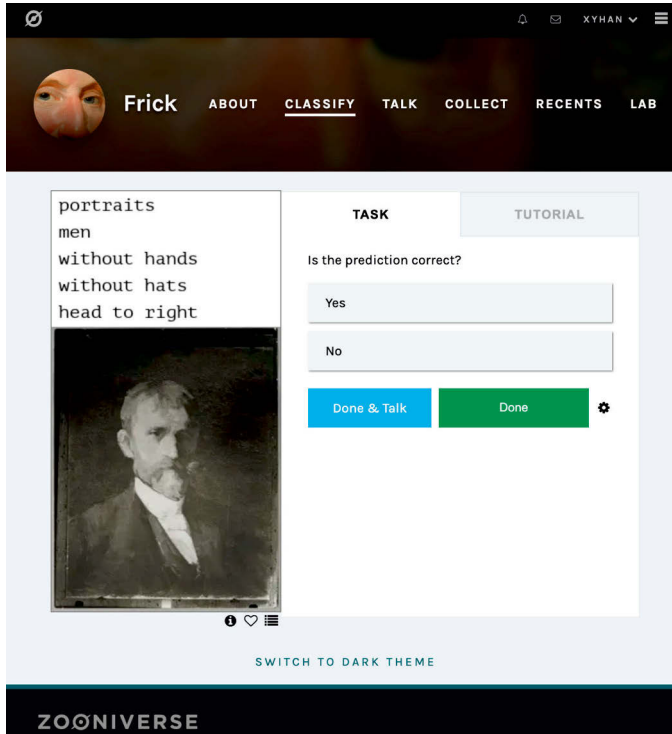 XYHAN
Frick
ABOUT CLASSIFY TALK COLLECT RECENTS LAB
portraits
men
without hands
without hats
head to right
TASK TUTORIAL
Is the prediction correct?
Yes
No
Done & Talk Done
SWITCH TO DARK THEME
ZOONIVERSE